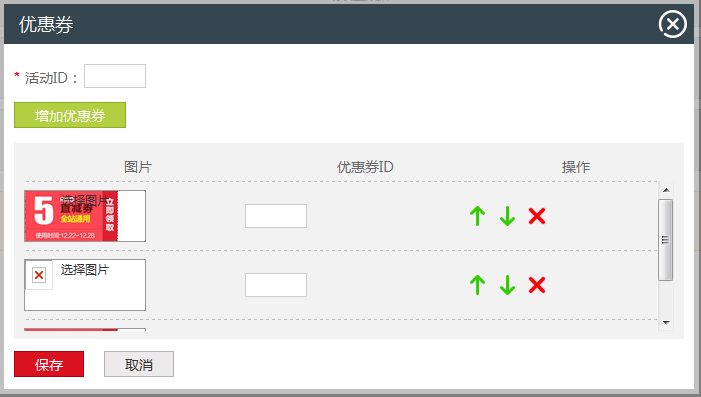 优惠券
* 活动ID：
增加优惠券
图片 优惠券ID 操作
选择图片
5
直减券
全站通用
立即领取
使用时间:12.22~12.28
选择图片
保存 取消